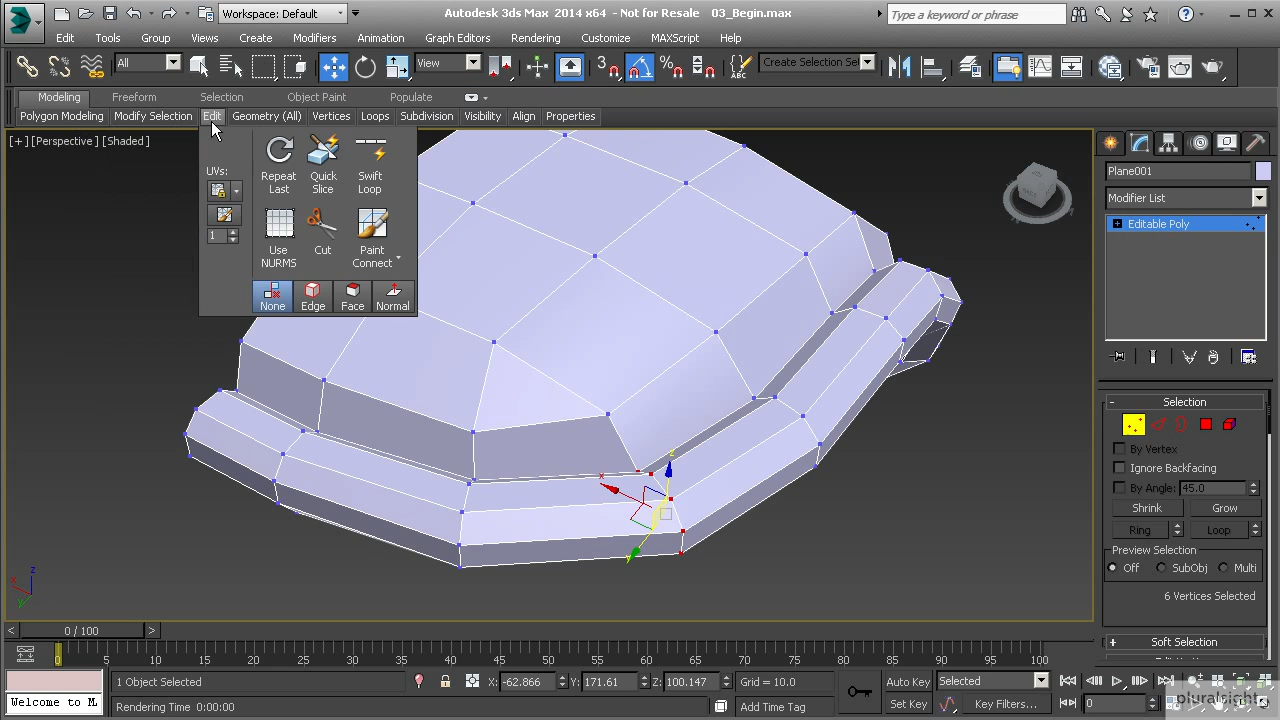 Workspace: Default
Autodesk 3ds Max 2014 x64 - Not for Resale 03_Begin.max
Type a keyword or phrase
Edit Tools Group Views Create Modifiers Animation Graph Editors Rendering Customize MAXScript Help
All View 3 Create Selection Se
Modeling Freeform Selection Object Paint Populate
Polygon Modeling Modify Selection Edit Geometry (All) Vertices Loops Subdivision Visibility Align Properties
[+] [Perspective ] [Shaded ]
UVs:
1
Repeat Last
Quick Slice
Swift Loop
Use NURMS
Cut
Paint Connect
None Edge Face Normal
Plane001
Modifier List
Editable Poly
- Selection
By Vertex
Ignore Backfacing
By Angle: 45.0
Shrink Grow
Ring Loop
Preview Selection
Off SubObj Multi
6 Vertices Selected
+ Soft Selection
x
z
z
x
y
< 0 / 100 >
0 5 10 15 20 25 30 35 40 45 50 55 60 65 70 75 80 85 90 95 100
1 Object Selected
X: -62.866 Y: 171.61 Z: 100.147 Grid = 10.0
Auto Key Selected
Welcome to M
Rendering Time 0:00:00
Add Time Tag
Set Key Key Filters...
0
pluralsight